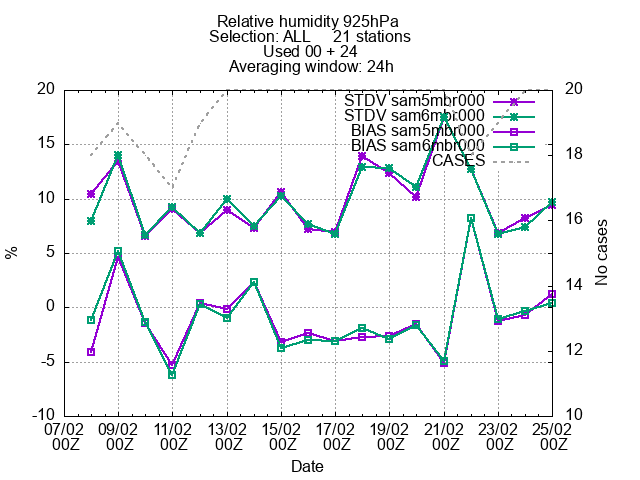 Relative humidity 925hPa
Selection: ALL 21 stations
Used 00 + 24
Averaging window: 24h
STDV sam5mbr000
STDV sam6mbr000
BIAS sam5mbr000
BIAS sam6mbr000
CASES
20
15
10
5
0
-5
-10
%
20
18
16
14
12
10
No cases
07/02 09/02 11/02 13/02 15/02 17/02 19/02 21/02 23/02 25/02
00Z 00Z 00Z 00Z 00Z 00Z 00Z 00Z 00Z 00Z
Date